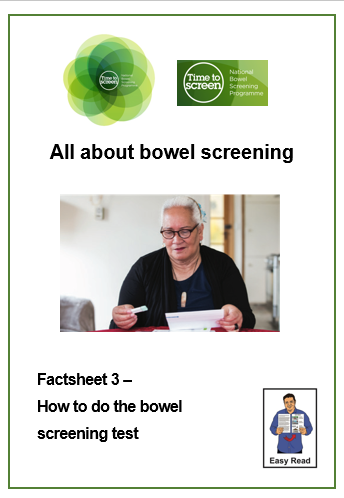 Time to
screen
National
Bowel
Screening
Programme
All about bowel screening
Factsheet 3 –
How to do the bowel
screening test
Easy Read